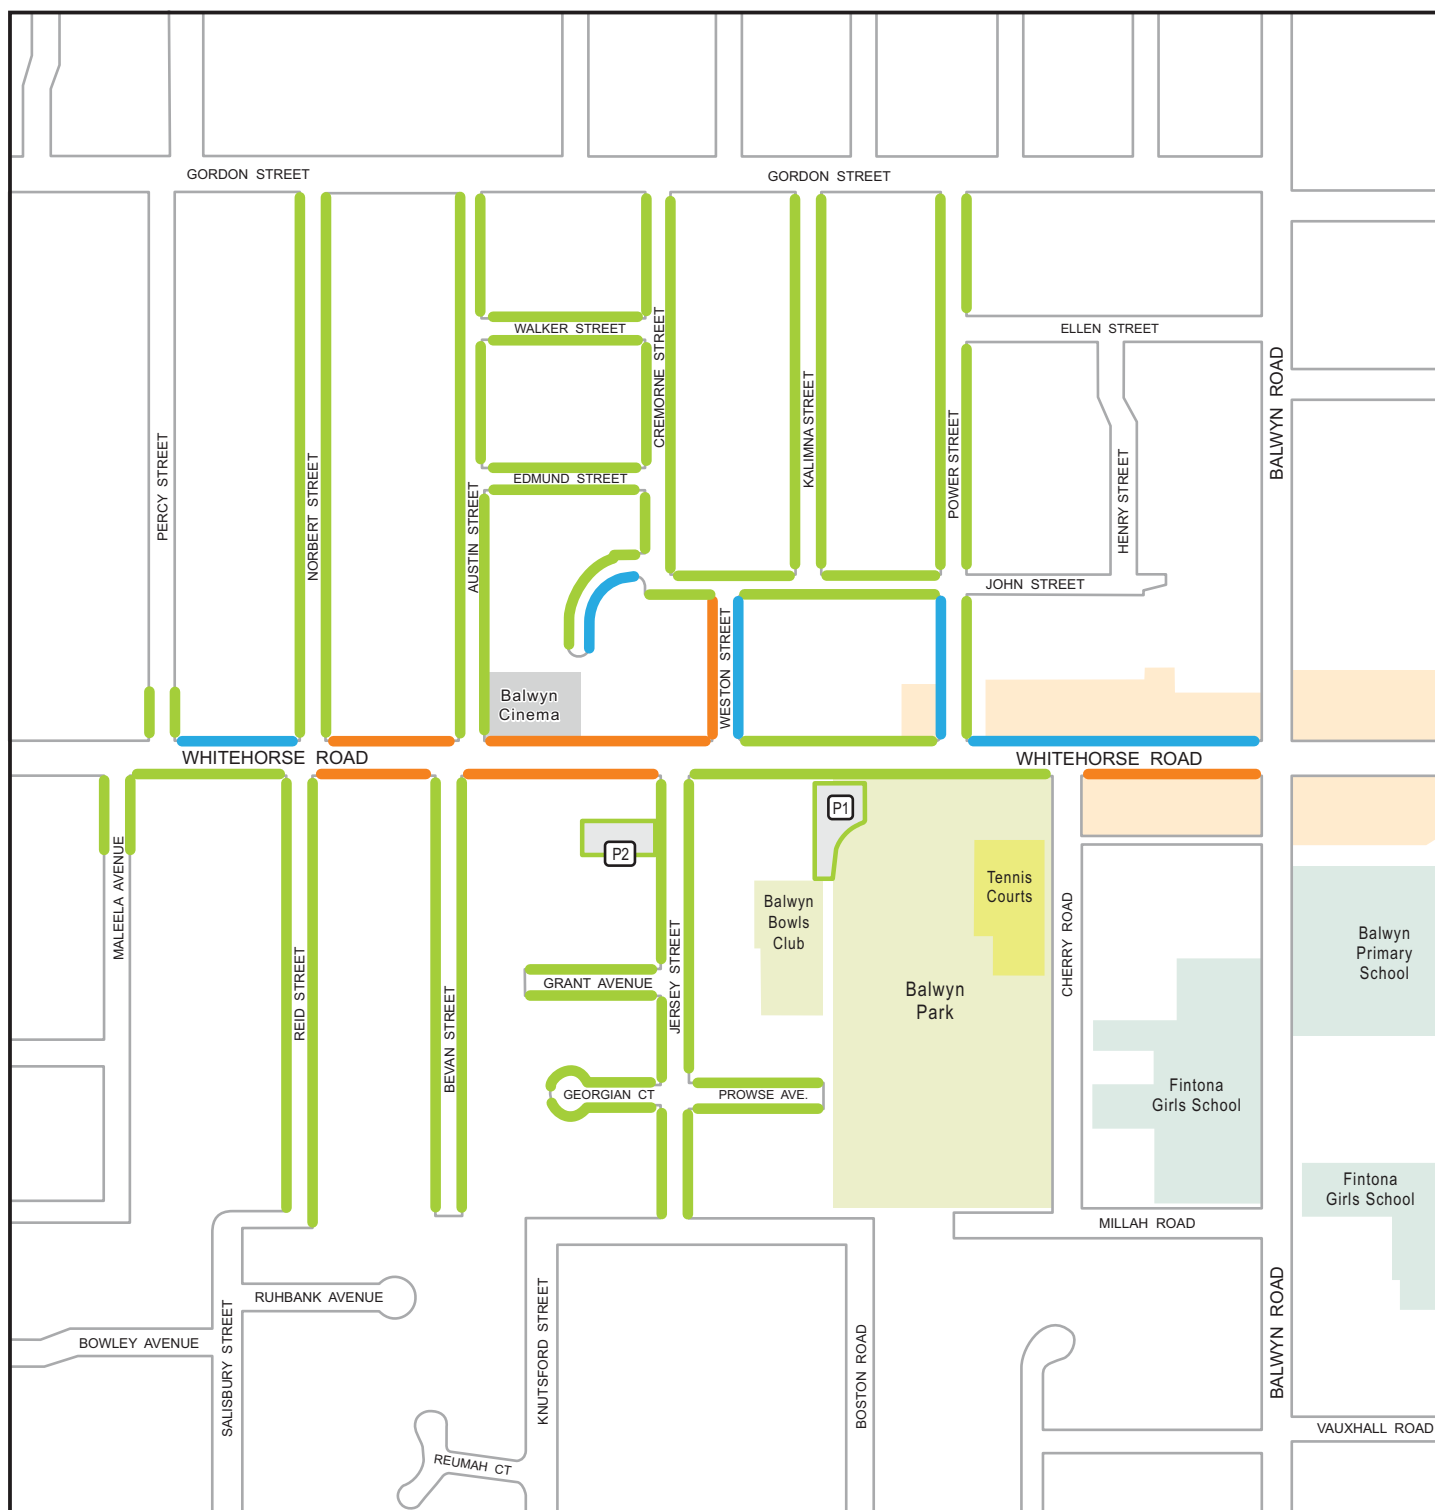 GORDON STREET
GORDON STREET
WALKER STREET
ELLEN STREET
CREMORNE STREET
BALWYN ROAD
KALIMNA STREET
POWER STREET
PERCY STREET
NORBERT STREET
EDMUND STREET
AUSTIN STREET
HENRY STREET
JOHN STREET
WESTON STREET
Balwyn
Cinema
WHITEHORSE ROAD
WHITEHORSE ROAD
P1
P2
MALEELA AVENUE
Tennis
Courts
Balwyn
Bowls
Club
CHERRY ROAD
Balwyn
Primary
School
REID STREET
BEVAN STREET
GRANT AVENUE
JERSEY STREET
Balwyn
Park
GEORGIAN CT
PROWSE AVE.
Fintona
Girls School
Fintona
Girls School
MILLAH ROAD
RUHBANK AVENUE
BOWLEY AVENUE
SALISBURY STREET
KNUTSFORD STREET
BOSTON ROAD
BALWYN ROAD
VAUXHALL ROAD
REUMAH CT